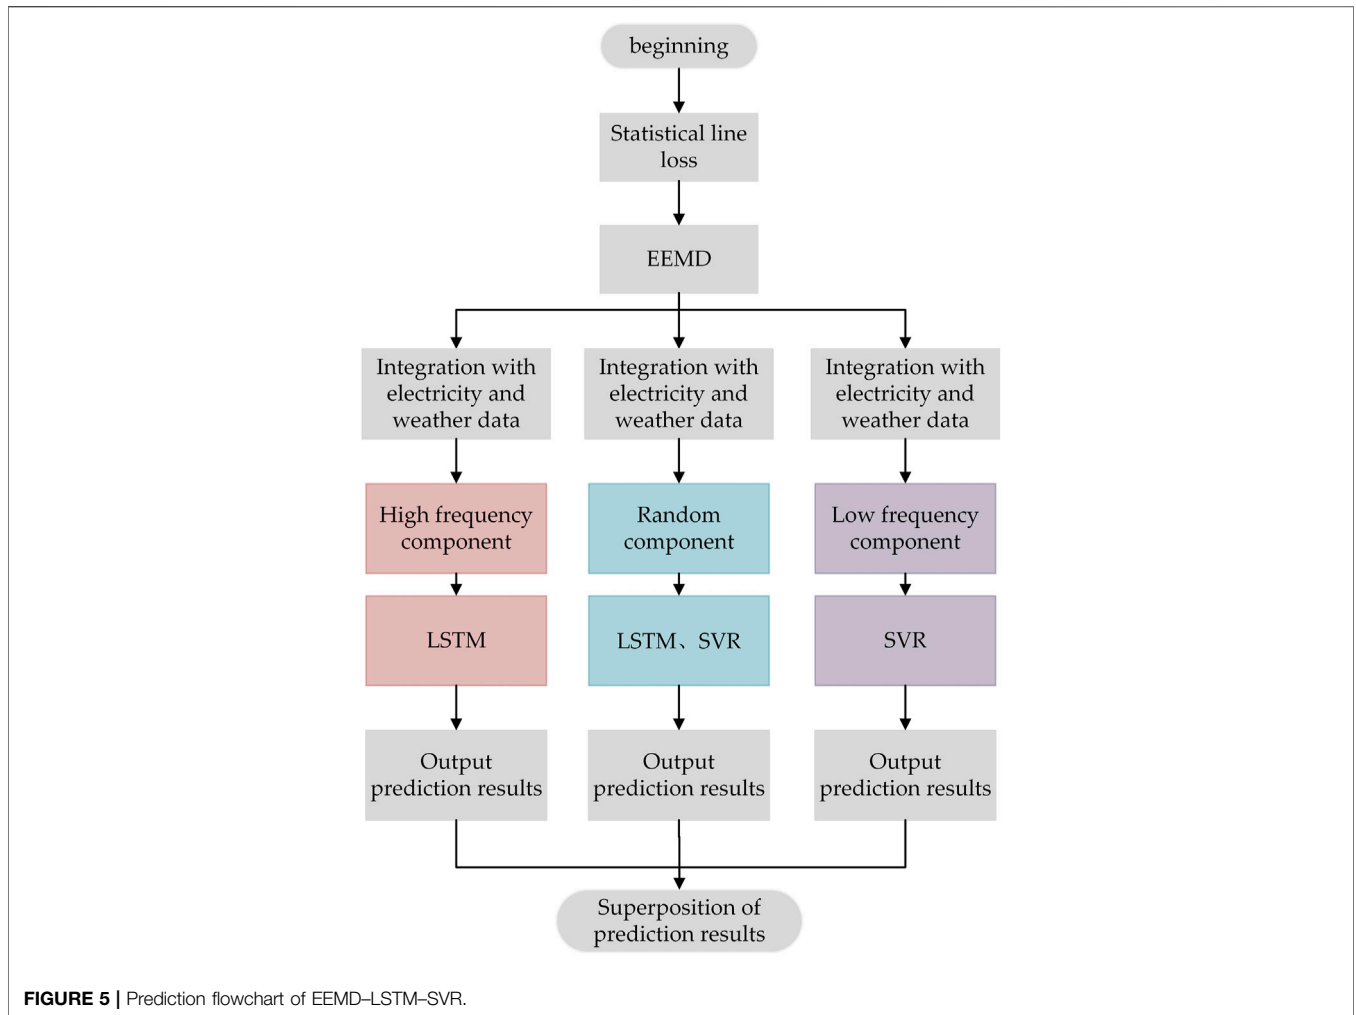 beginning
Statistical line
loss
EEMD
Integration with
electricity and
weather data
Integration with
electricity and
weather data
Integration with
electricity and
weather data
High frequency
component
Random
component
Low frequency
component
LSTM
LSTM、SVR
SVR
Output
prediction results
Output
prediction results
Output
prediction results
Superposition of
prediction results
FIGURE 5 | Prediction flowchart of EEMD–LSTM–SVR.